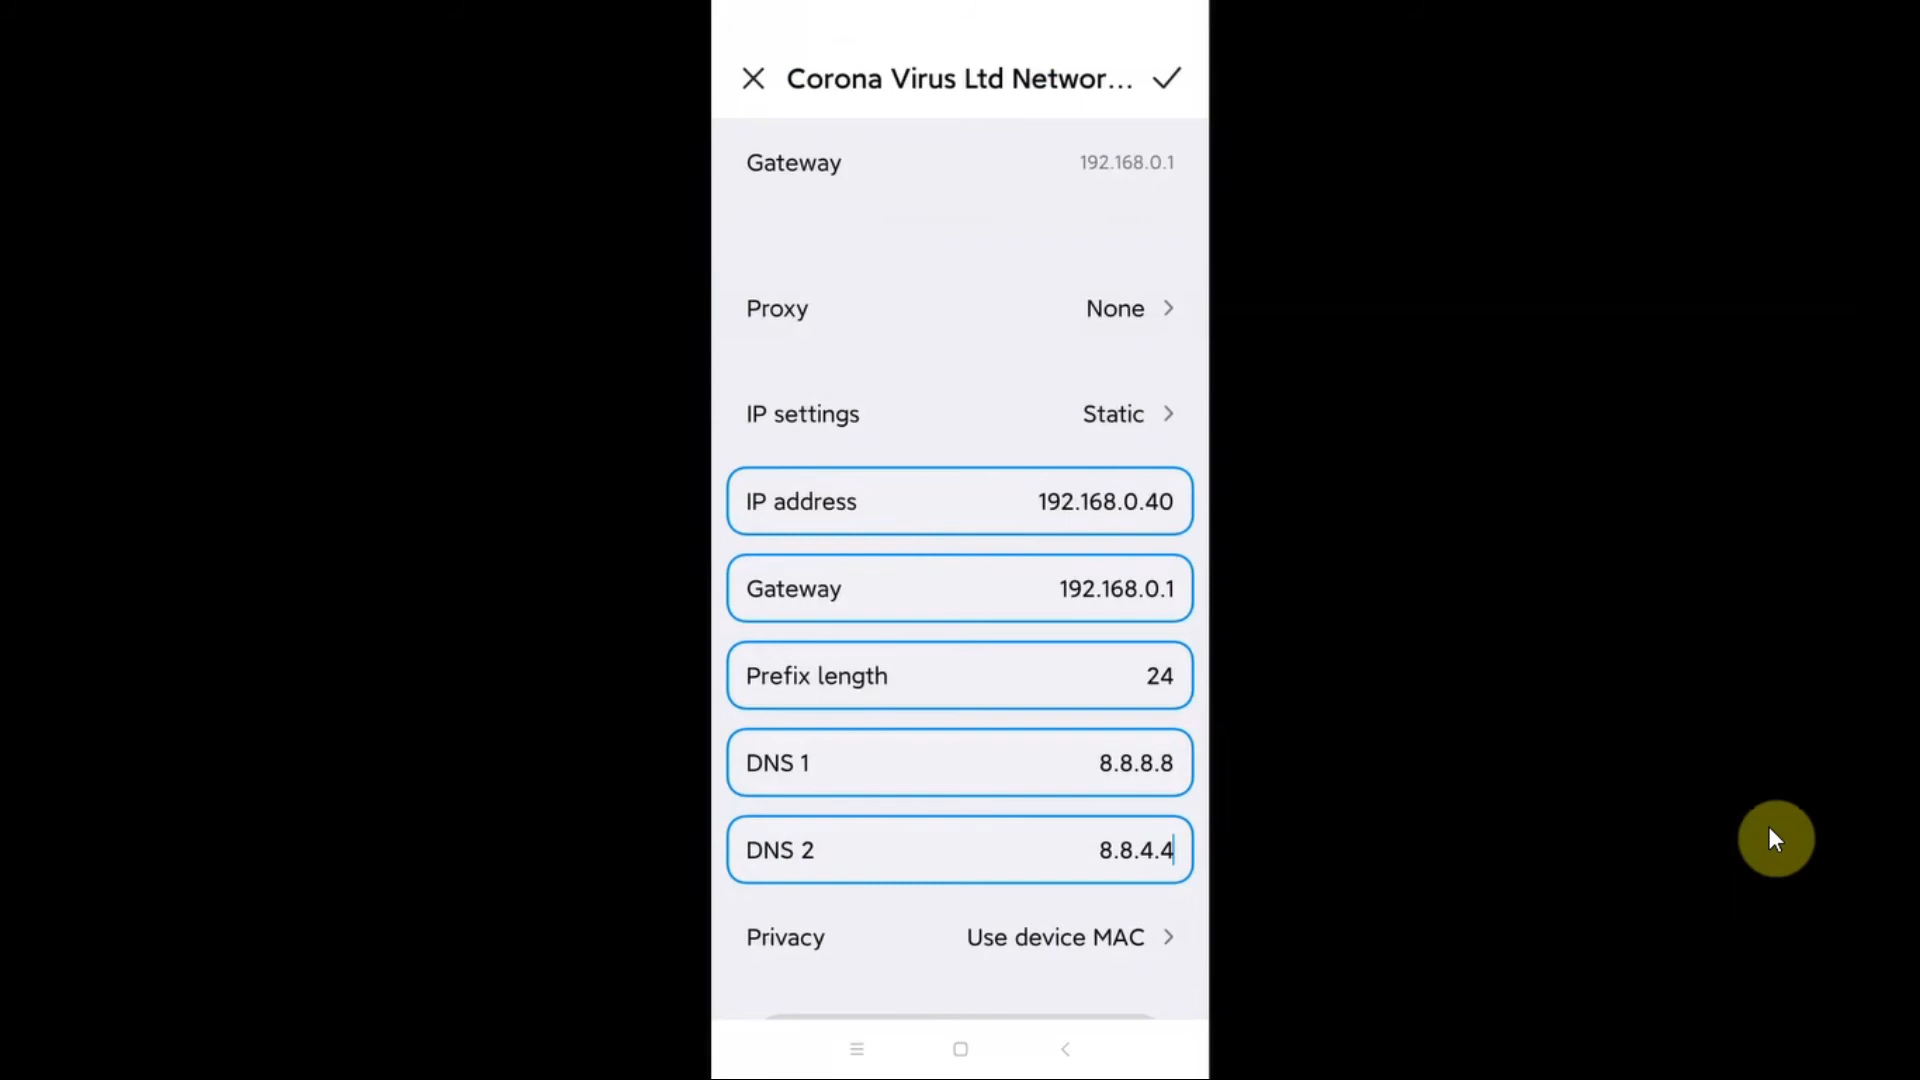 Corona Virus Ltd Networ...
Gateway 192.168.0.1
Proxy None
IP settings Static
IP address 192.168.0.40
Gateway 192.168.0.1
Prefix length 24
DNS 1 8.8.8.8
DNS 2 8.8.4.4
Privacy Use device MAC